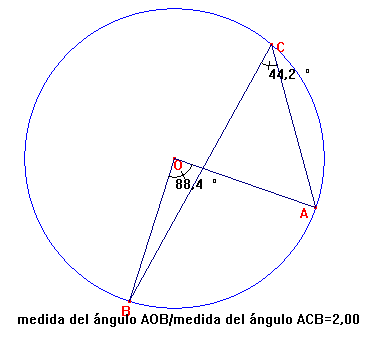 C
44,2 °
O
88,4 °
A
B
medida del ángulo AOB/medida del ángulo ACB=2,00